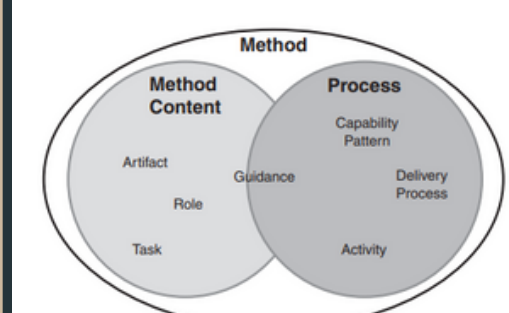 Method
Method
Content
Process
Capability
Pattern
Artifact
Guidance
Delivery
Process
Role
Task
Activity